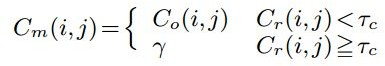 C_m(i,j) = { C_o(i,j)   C_r(i,j) < τ_c
γ   C_r(i,j) ≧ τ_c